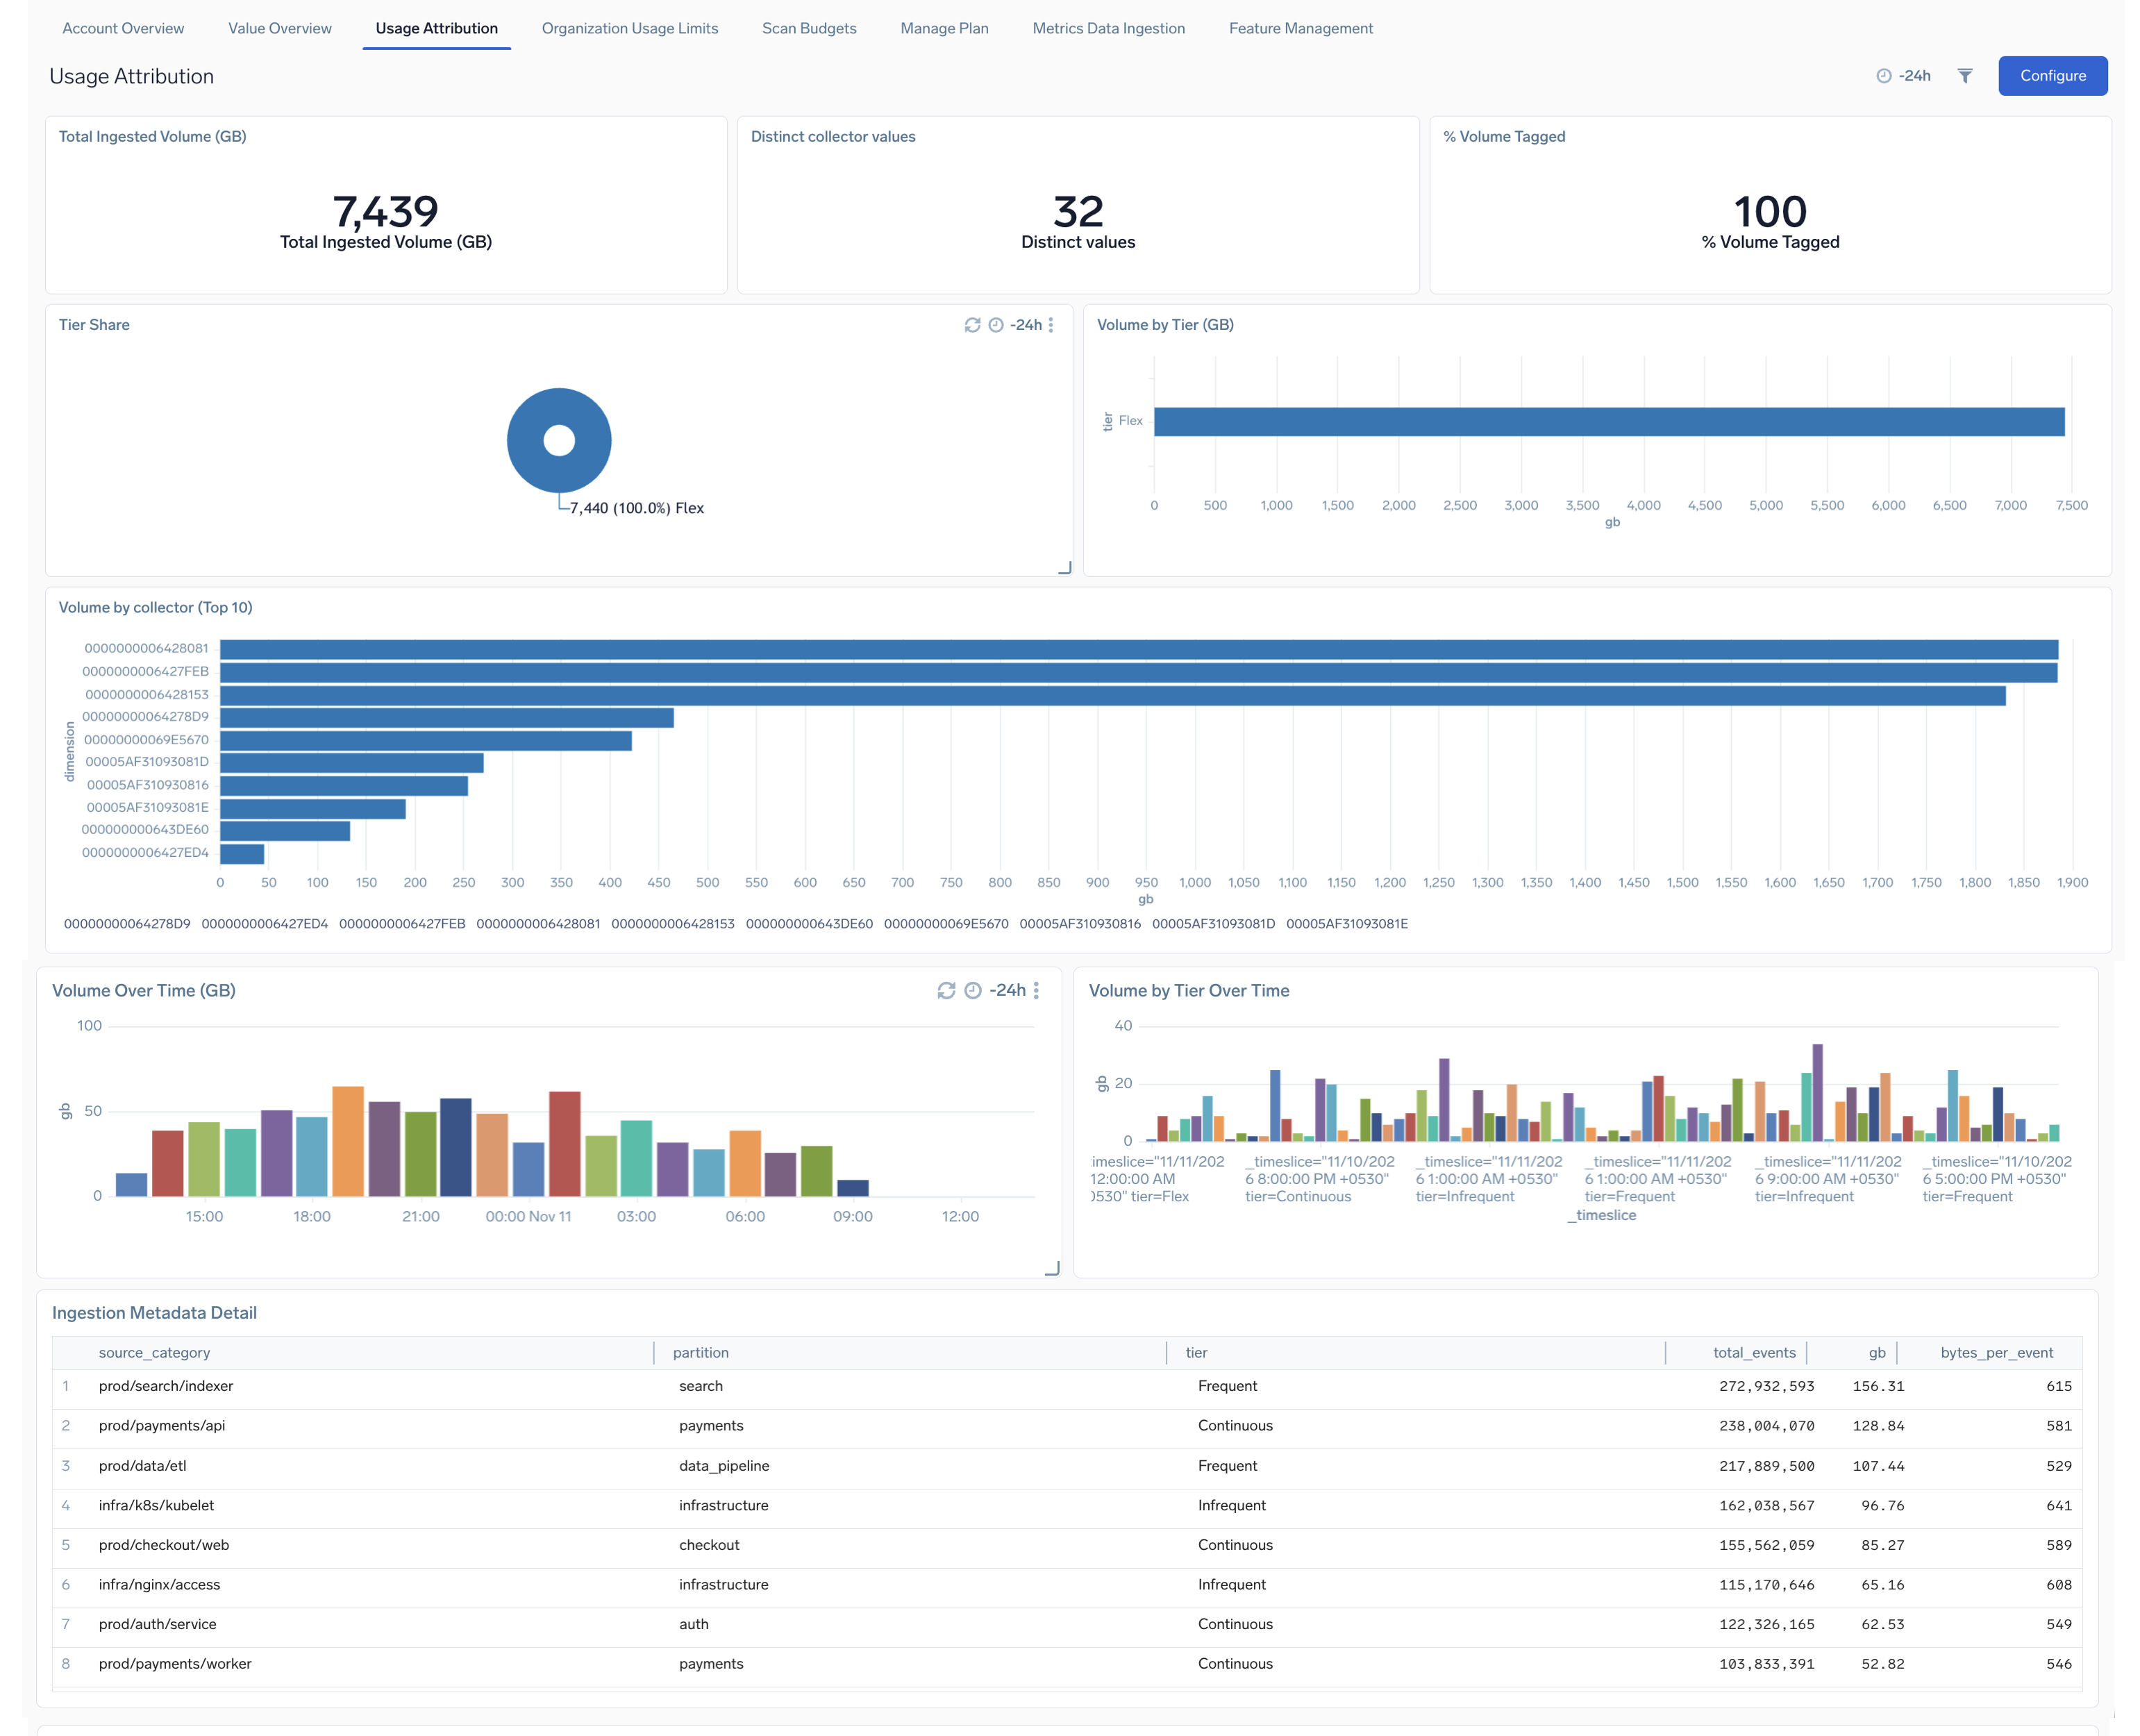 Account Overview Value Overview Usage Attribution Organization Usage Limits Scan Budgets Manage Plan Metrics Data Ingestion Feature Management
Usage Attribution -24h Configure
Total Ingested Volume (GB)
7,439
Total Ingested Volume (GB)
Distinct collector values
32
Distinct values
% Volume Tagged
100
% Volume Tagged
Tier Share -24h
7,440 (100.0%) Flex
Volume by Tier (GB)
tier
Flex
0 500 1,000 1,500 2,000 2,500 3,000 3,500 4,000 4,500 5,000 5,500 6,000 6,500 7,000 7,500
gb
Volume by collector (Top 10)
dimension
0000000006428081
0000000006427FEB
0000000006428153
00000000064278D9
00000000069E5670
00005AF31093081D
00005AF310930816
00005AF31093081E
000000000643DE60
0000000006427ED4
0 50 100 150 200 250 300 350 400 450 500 550 600 650 700 750 800 850 900 950 1,000 1,050 1,100 1,150 1,200 1,250 1,300 1,350 1,400 1,450 1,500 1,550 1,600 1,650 1,700 1,750 1,800 1,850 1,900
gb
00000000064278D9 0000000006427ED4 0000000006427FEB 0000000006428081 0000000006428153 000000000643DE60 00000000069E5670 00005AF310930816 00005AF31093081D 00005AF31093081E
Volume Over Time (GB) -24h
100
gb
50
0
15:00 18:00 21:00 00:00 Nov 11 03:00 06:00 09:00 12:00
Volume by Tier Over Time
40
gb
20
0
imeslice="11/11/202
12:00:00 AM
0530" tier=Flex
_timeslice="11/10/202
6 8:00:00 PM +0530"
tier=Continuous
_timeslice="11/11/202
6 1:00:00 AM +0530"
tier=Infrequent
_timeslice="11/11/202
6 1:00:00 AM +0530"
tier=Frequent
_timeslice="11/11/202
6 9:00:00 AM +0530"
tier=Infrequent
_timeslice="11/10/202
6 5:00:00 PM +0530"
tier=Frequent
_timeslice
Ingestion Metadata Detail
source_category partition tier total_events gb bytes_per_event
1 prod/search/indexer search Frequent 272,932,593 156.31 615
2 prod/payments/api payments Continuous 238,004,070 128.84 581
3 prod/data/etl data_pipeline Frequent 217,889,500 107.44 529
4 infra/k8s/kubelet infrastructure Infrequent 162,038,567 96.76 641
5 prod/checkout/web checkout Continuous 155,562,059 85.27 589
6 infra/nginx/access infrastructure Infrequent 115,170,646 65.16 608
7 prod/auth/service auth Continuous 122,326,165 62.53 549
8 prod/payments/worker payments Continuous 103,833,391 52.82 546